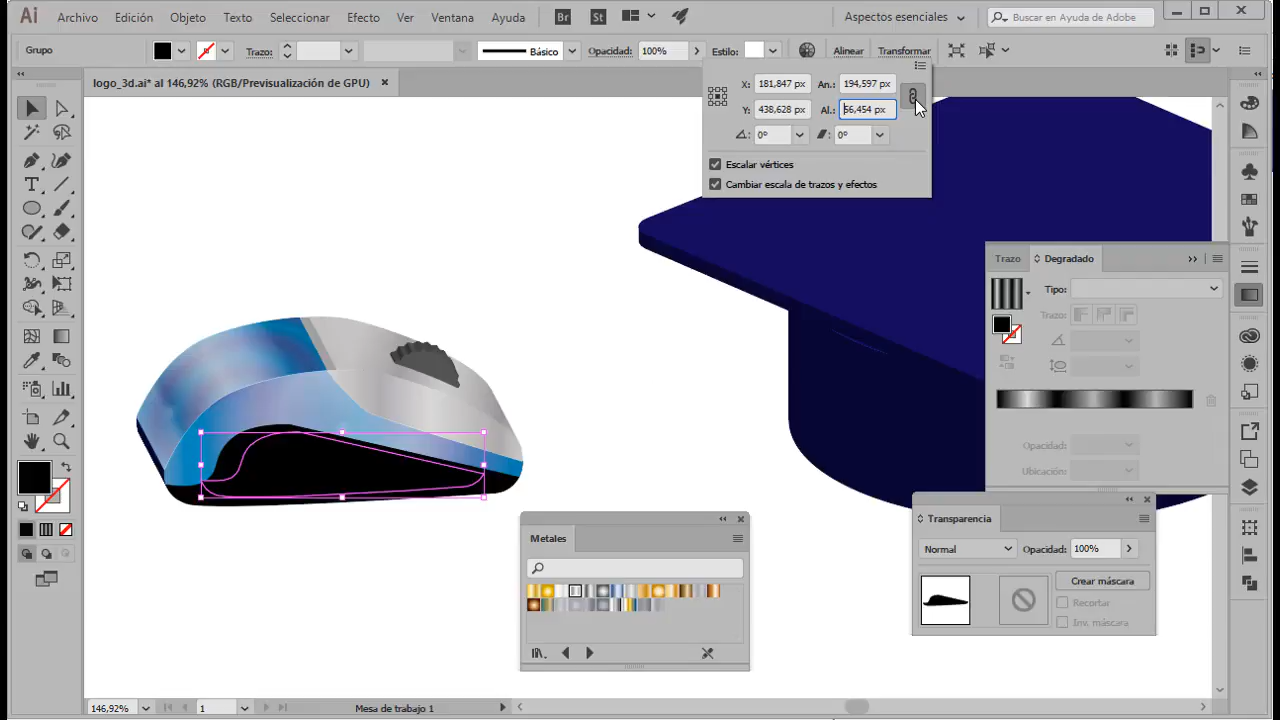 Ai Archivo Edición Objeto Texto Seleccionar Efecto Ver Ventana Ayuda Br St Aspectos esenciales Buscar en Ayuda de Adobe
Grupo Trazo: Básico Opacidad: 100% Estilo: Alinear Transformar
logo_3d.ai* al 146,92% (RGB/Previsualización de GPU) ×
X: 181,847 px An.: 194,597 px
Y: 438,628 px Al.: 56,454 px
0° 0°
Escalar vértices
Cambiar escala de trazos y efectos
Trazo Degradado
Tipo:
Trazo:
Opacidad:
Ubicación:
Transparencia
Normal Opacidad: 100%
Crear máscara
Recortar
Inv. máscara
Metales
146,92% 1 Mesa de trabajo 1